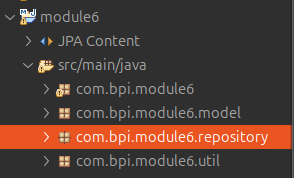 module6
JPA Content
src/main/java
com.bpi.module6
com.bpi.module6.model
com.bpi.module6.repository
com.bpi.module6.util